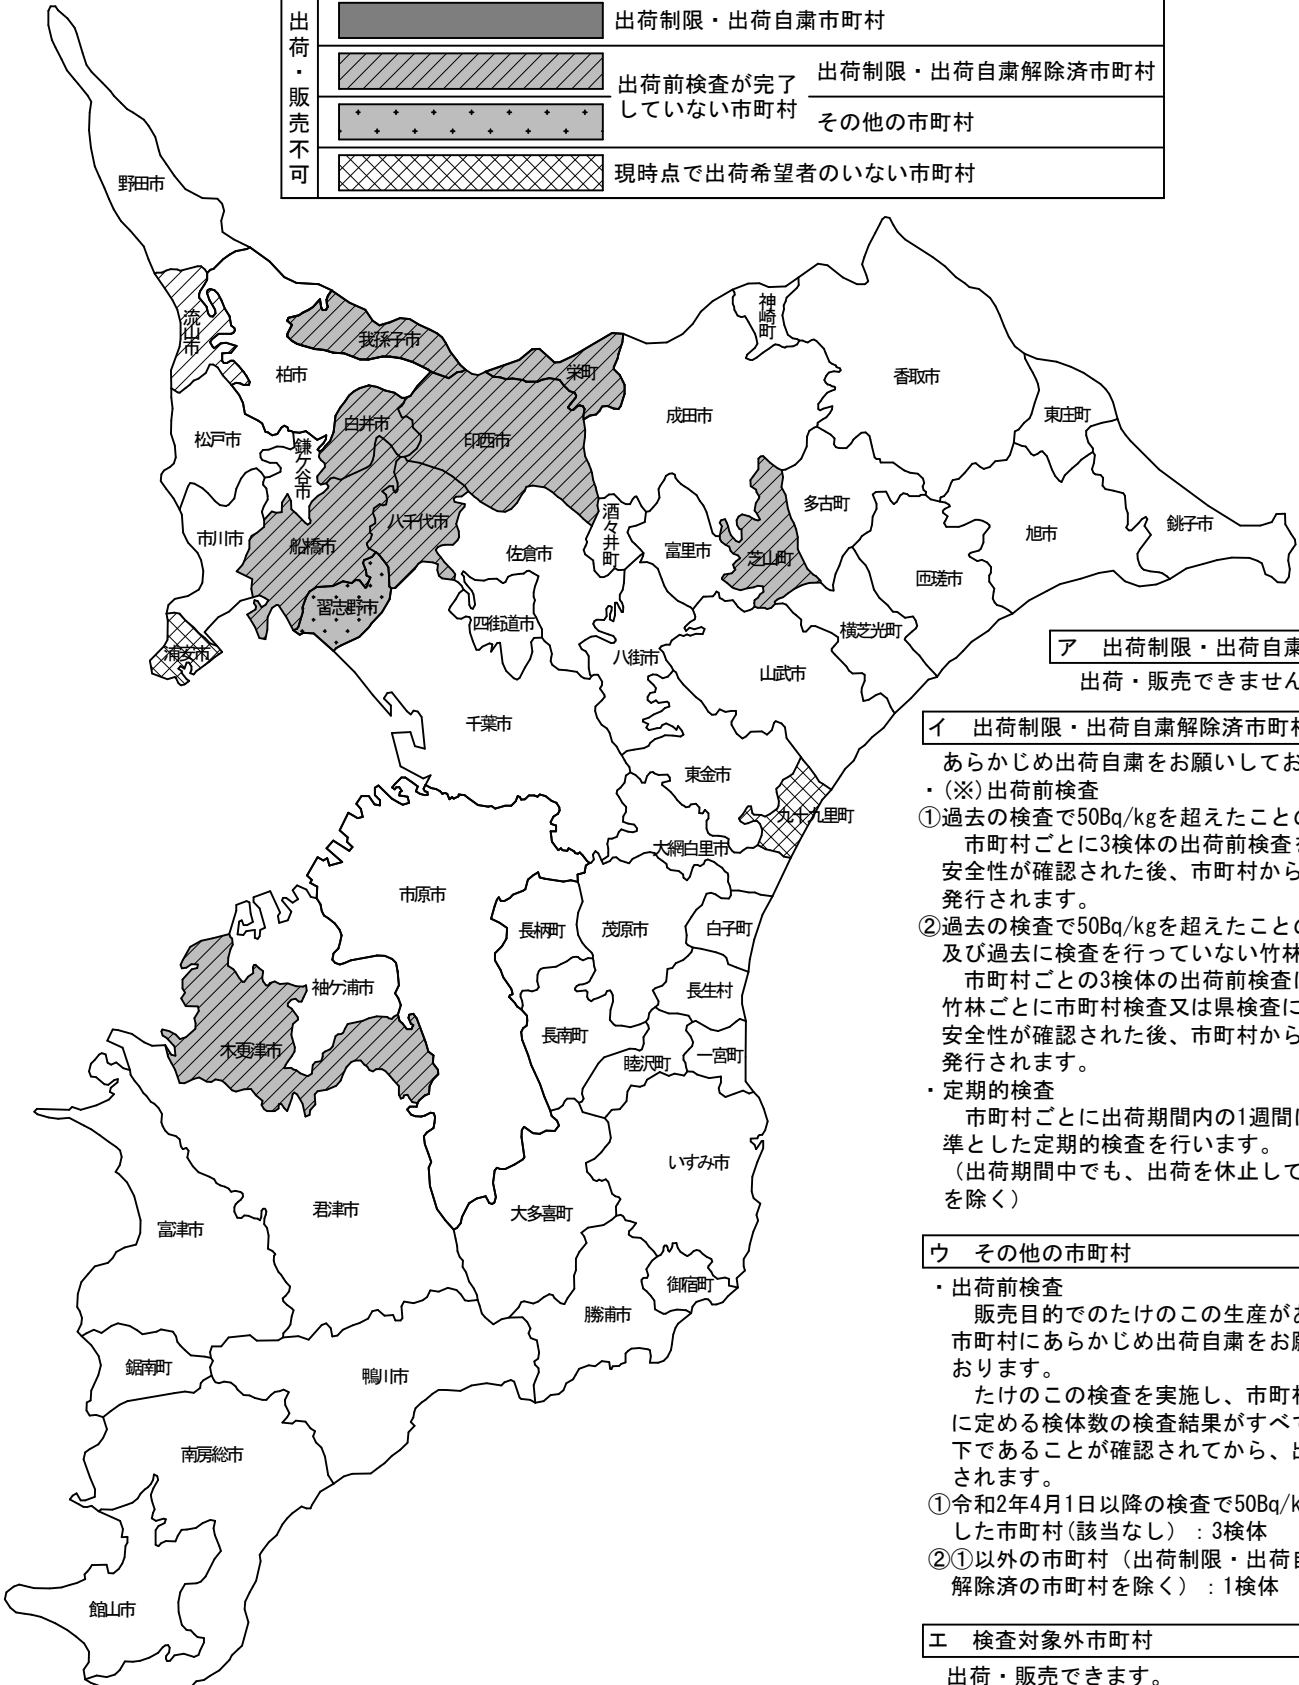 出荷・販売不可
出荷制限・出荷自粛市町村
出荷前検査が完了
していない市町村
出荷制限・出荷自粛解除済市町村
その他の市町村
現時点で出荷希望者のいない市町村
野田市
流山市
我孫子市
柏市
栄町
神崎町
香取市
成田市
東庄町
白井市
印西市
松戸市
鎌ケ谷市
多古町
酒々井町
八千代市
市川市
船橋市
佐倉市
富里市
芝山町
旭市
銚子市
匝瑳市
習志野市
四街道市
横芝光町
浦安市
八街市
山武市
千葉市
東金市
九十九里町
大網白里市
市原市
長柄町
茂原市
白子町
袖ケ浦市
長生村
長南町
木更津市
睦沢町
一宮町
いすみ市
君津市
大多喜町
富津市
御宿町
勝浦市
鋸南町
鴨川市
南房総市
館山市
ア 出荷制限・出荷自粛
出荷・販売できません
イ 出荷制限・出荷自粛解除済市町村
あらかじめ出荷自粛をお願いしてお
・(※)出荷前検査
①過去の検査で50Bq/kgを超えたことの
市町村ごとに3検体の出荷前検査を
安全性が確認された後、市町村から
発行されます。
②過去の検査で50Bq/kgを超えたことの
及び過去に検査を行っていない竹林
市町村ごとの3検体の出荷前検査に
竹林ごとに市町村検査又は県検査に
安全性が確認された後、市町村から
発行されます。
・定期的検査
市町村ごとに出荷期間内の1週間に
準とした定期的検査を行います。
（出荷期間中でも、出荷を休止して
を除く）
ウ その他の市町村
・出荷前検査
販売目的でのたけのこの生産があ
市町村にあらかじめ出荷自粛をお願
おります。
たけのこの検査を実施し、市町村
に定める検体数の検査結果がすべて
下であることが確認されてから、出
されます。
①令和2年4月1日以降の検査で50Bq/k
した市町村(該当なし）：3検体
②①以外の市町村（出荷制限・出荷自
解除済の市町村を除く）：1検体
エ 検査対象外市町村
出荷・販売できます。